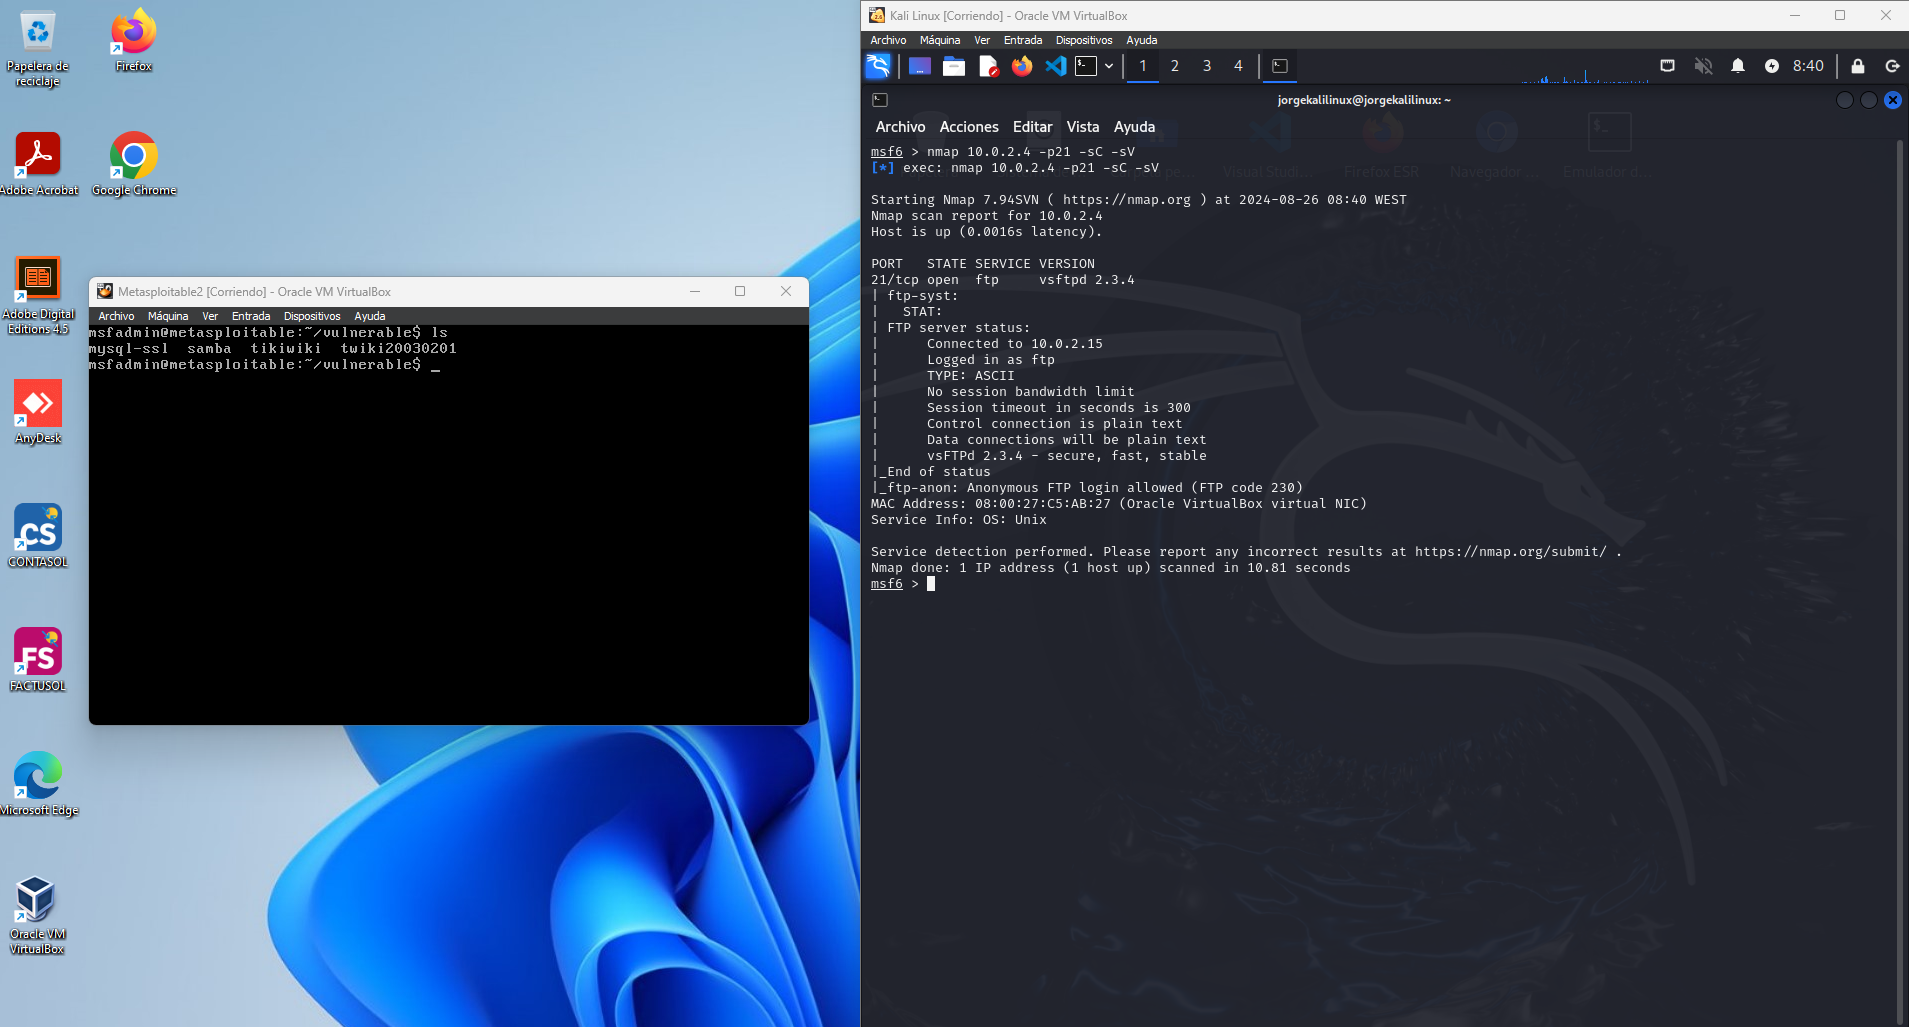 Papelera de
reciclaje
Firefox
Adobe Acrobat
Google Chrome
Adobe Digital
Editions 4.5
AnyDesk
CONTASOL
FACTUSOL
Microsoft Edge
Oracle VM
VirtualBox
Metasploitable2 [Corriendo] - Oracle VM VirtualBox
Archivo Máquina Ver Entrada Dispositivos Ayuda
msfadmin@metasploitable:~/vulnerable$ ls
mysql-ssl samba tikiwiki twiki20030201
msfadmin@metasploitable:~/vulnerable$ _
Kali Linux [Corriendo] - Oracle VM VirtualBox
Archivo Máquina Ver Entrada Dispositivos Ayuda
1 2 3 4 8:40
jorgekalilinux@jorgekalilinux: ~
Archivo Acciones Editar Vista Ayuda
msf6 > nmap 10.0.2.4 -p21 -sC -sV
[*] exec: nmap 10.0.2.4 -p21 -sC -sV
Visual Studi... Firefox ESR Navegador ... Emulador d...
Starting Nmap 7.94SVN ( https://nmap.org ) at 2024-08-26 08:40 WEST
Nmap scan report for 10.0.2.4
Host is up (0.0016s latency).
PORT STATE SERVICE VERSION
21/tcp open ftp vsftpd 2.3.4
| ftp-syst:
| STAT:
| FTP server status:
| Connected to 10.0.2.15
| Logged in as ftp
| TYPE: ASCII
| No session bandwidth limit
| Session timeout in seconds is 300
| Control connection is plain text
| Data connections will be plain text
| vsFTPd 2.3.4 - secure, fast, stable
|_End of status
|_ftp-anon: Anonymous FTP login allowed (FTP code 230)
MAC Address: 08:00:27:C5:AB:27 (Oracle VirtualBox virtual NIC)
Service Info: OS: Unix
Service detection performed. Please report any incorrect results at https://nmap.org/submit/ .
Nmap done: 1 IP address (1 host up) scanned in 10.81 seconds
msf6 >